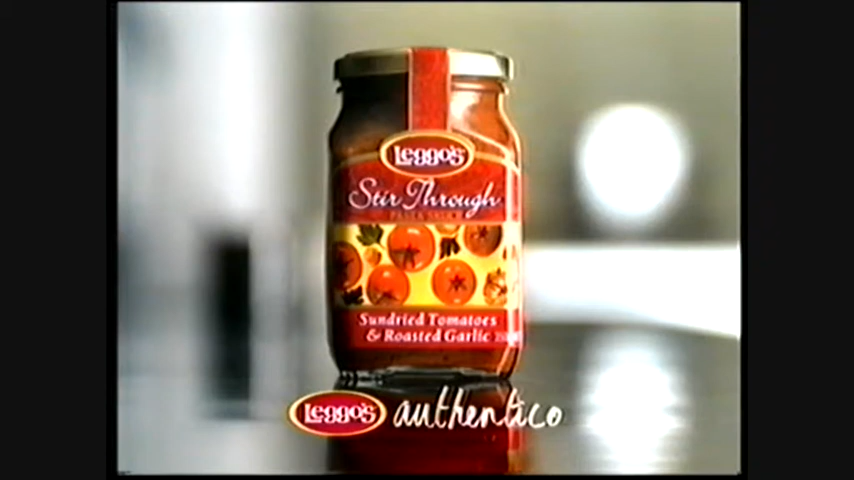 Leggo's
Stir Through
PASTA SAUCE
Sundried Tomatoes
& Roasted Garlic
Leggo's authentico